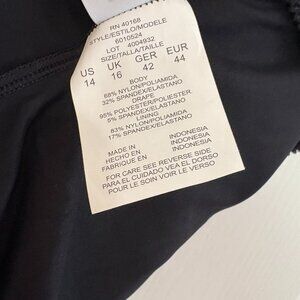 RN 40168
STYLE/ESTILO/MODELE
6010524
LOT 4004932
SIZE/TALLA/TAILLE
US UK GER EUR
14 16 42 44
BODY
68% NYLON/POLIAMIDA
32% SPANDEX/ELASTANO
DRAPE
95% POLYESTER/POLIESTER
5% SPANDEX/ELASTANO
LINING
83% NYLON/POLIAMIDA
17% SPANDEX/ELASTANO
MADE IN INDONESIA
HECHO EN INDONESIA
FABRIQUE EN INDONESIA
FOR CARE SEE REVERSE SIDE
PARA EL CUIDADO VEA EL DORSO
POUR LE SOIN VOIR LE VERSO